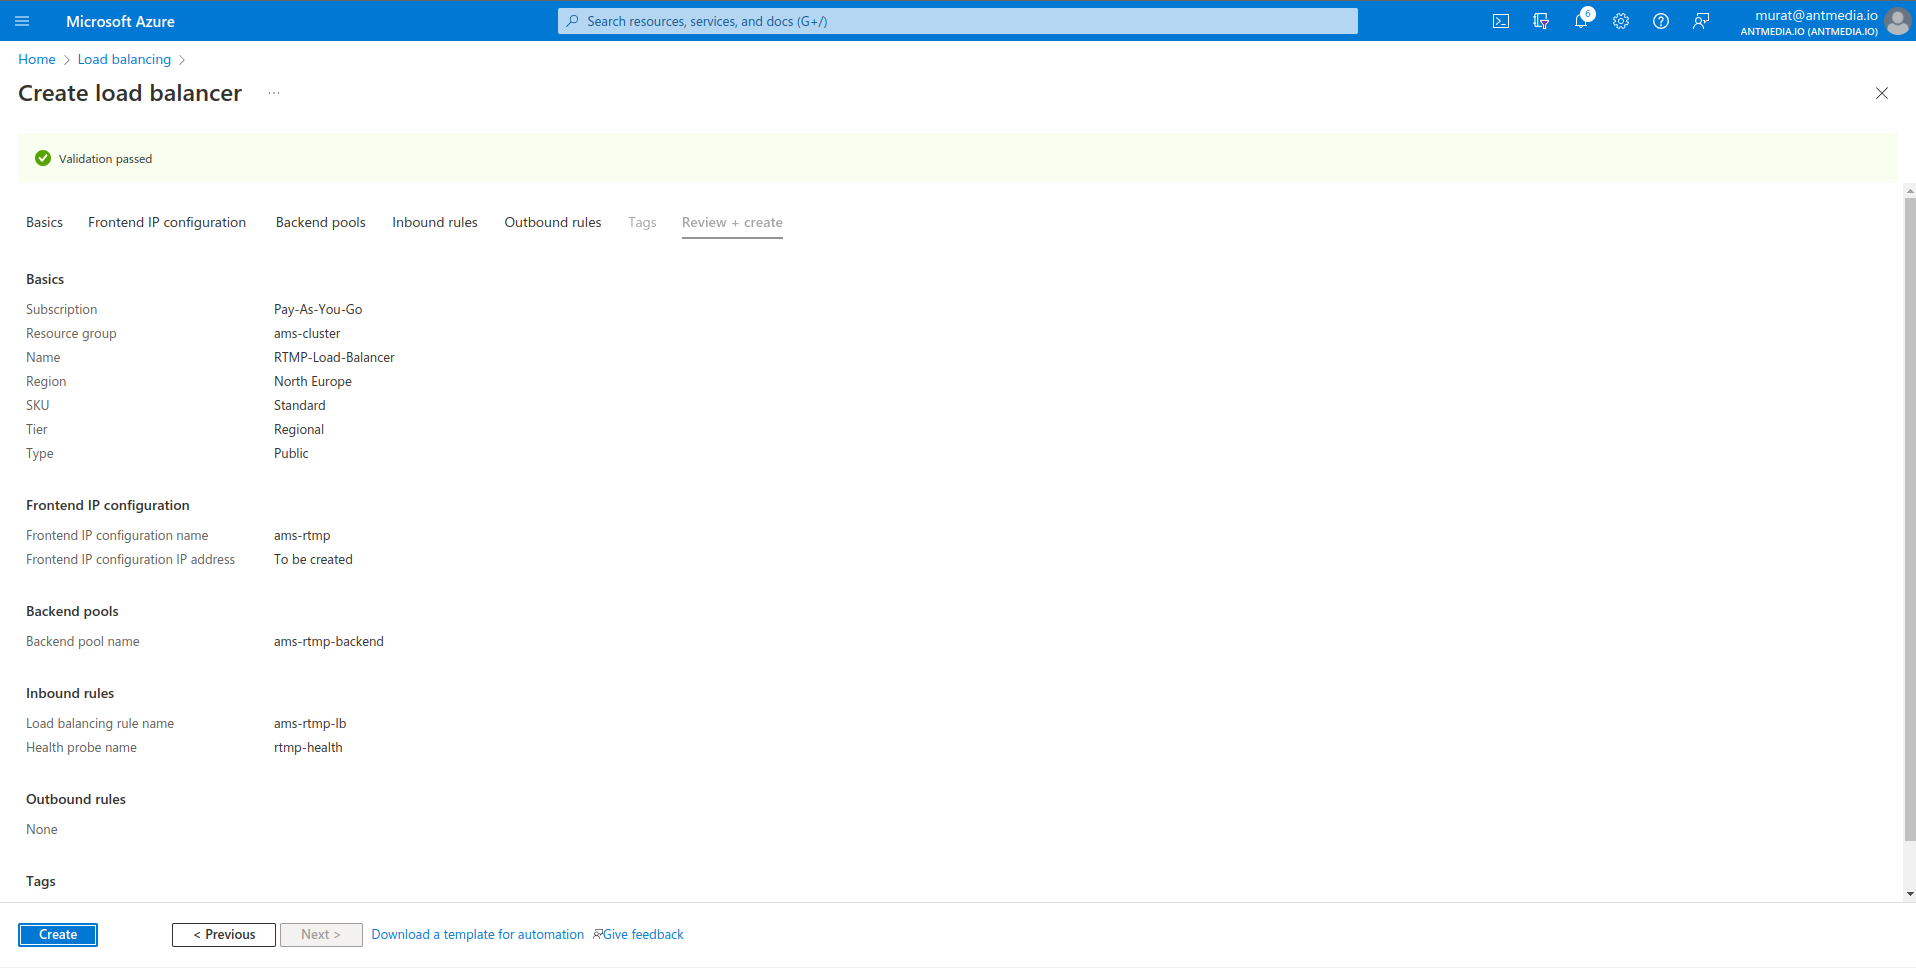 Microsoft Azure
Search resources, services, and docs (G+/)
6
murat@antmedia.io
ANTMEDIA.IO (ANTMEDIA.IO)
Home > Load balancing >
Create load balancer ...
Validation passed
Basics Frontend IP configuration Backend pools Inbound rules Outbound rules Tags Review + create
Basics
Subscription Pay-As-You-Go
Resource group ams-cluster
Name RTMP-Load-Balancer
Region North Europe
SKU Standard
Tier Regional
Type Public
Frontend IP configuration
Frontend IP configuration name ams-rtmp
Frontend IP configuration IP address To be created
Backend pools
Backend pool name ams-rtmp-backend
Inbound rules
Load balancing rule name ams-rtmp-lb
Health probe name rtmp-health
Outbound rules
None
Tags
Create < Previous Next > Download a template for automation Give feedback